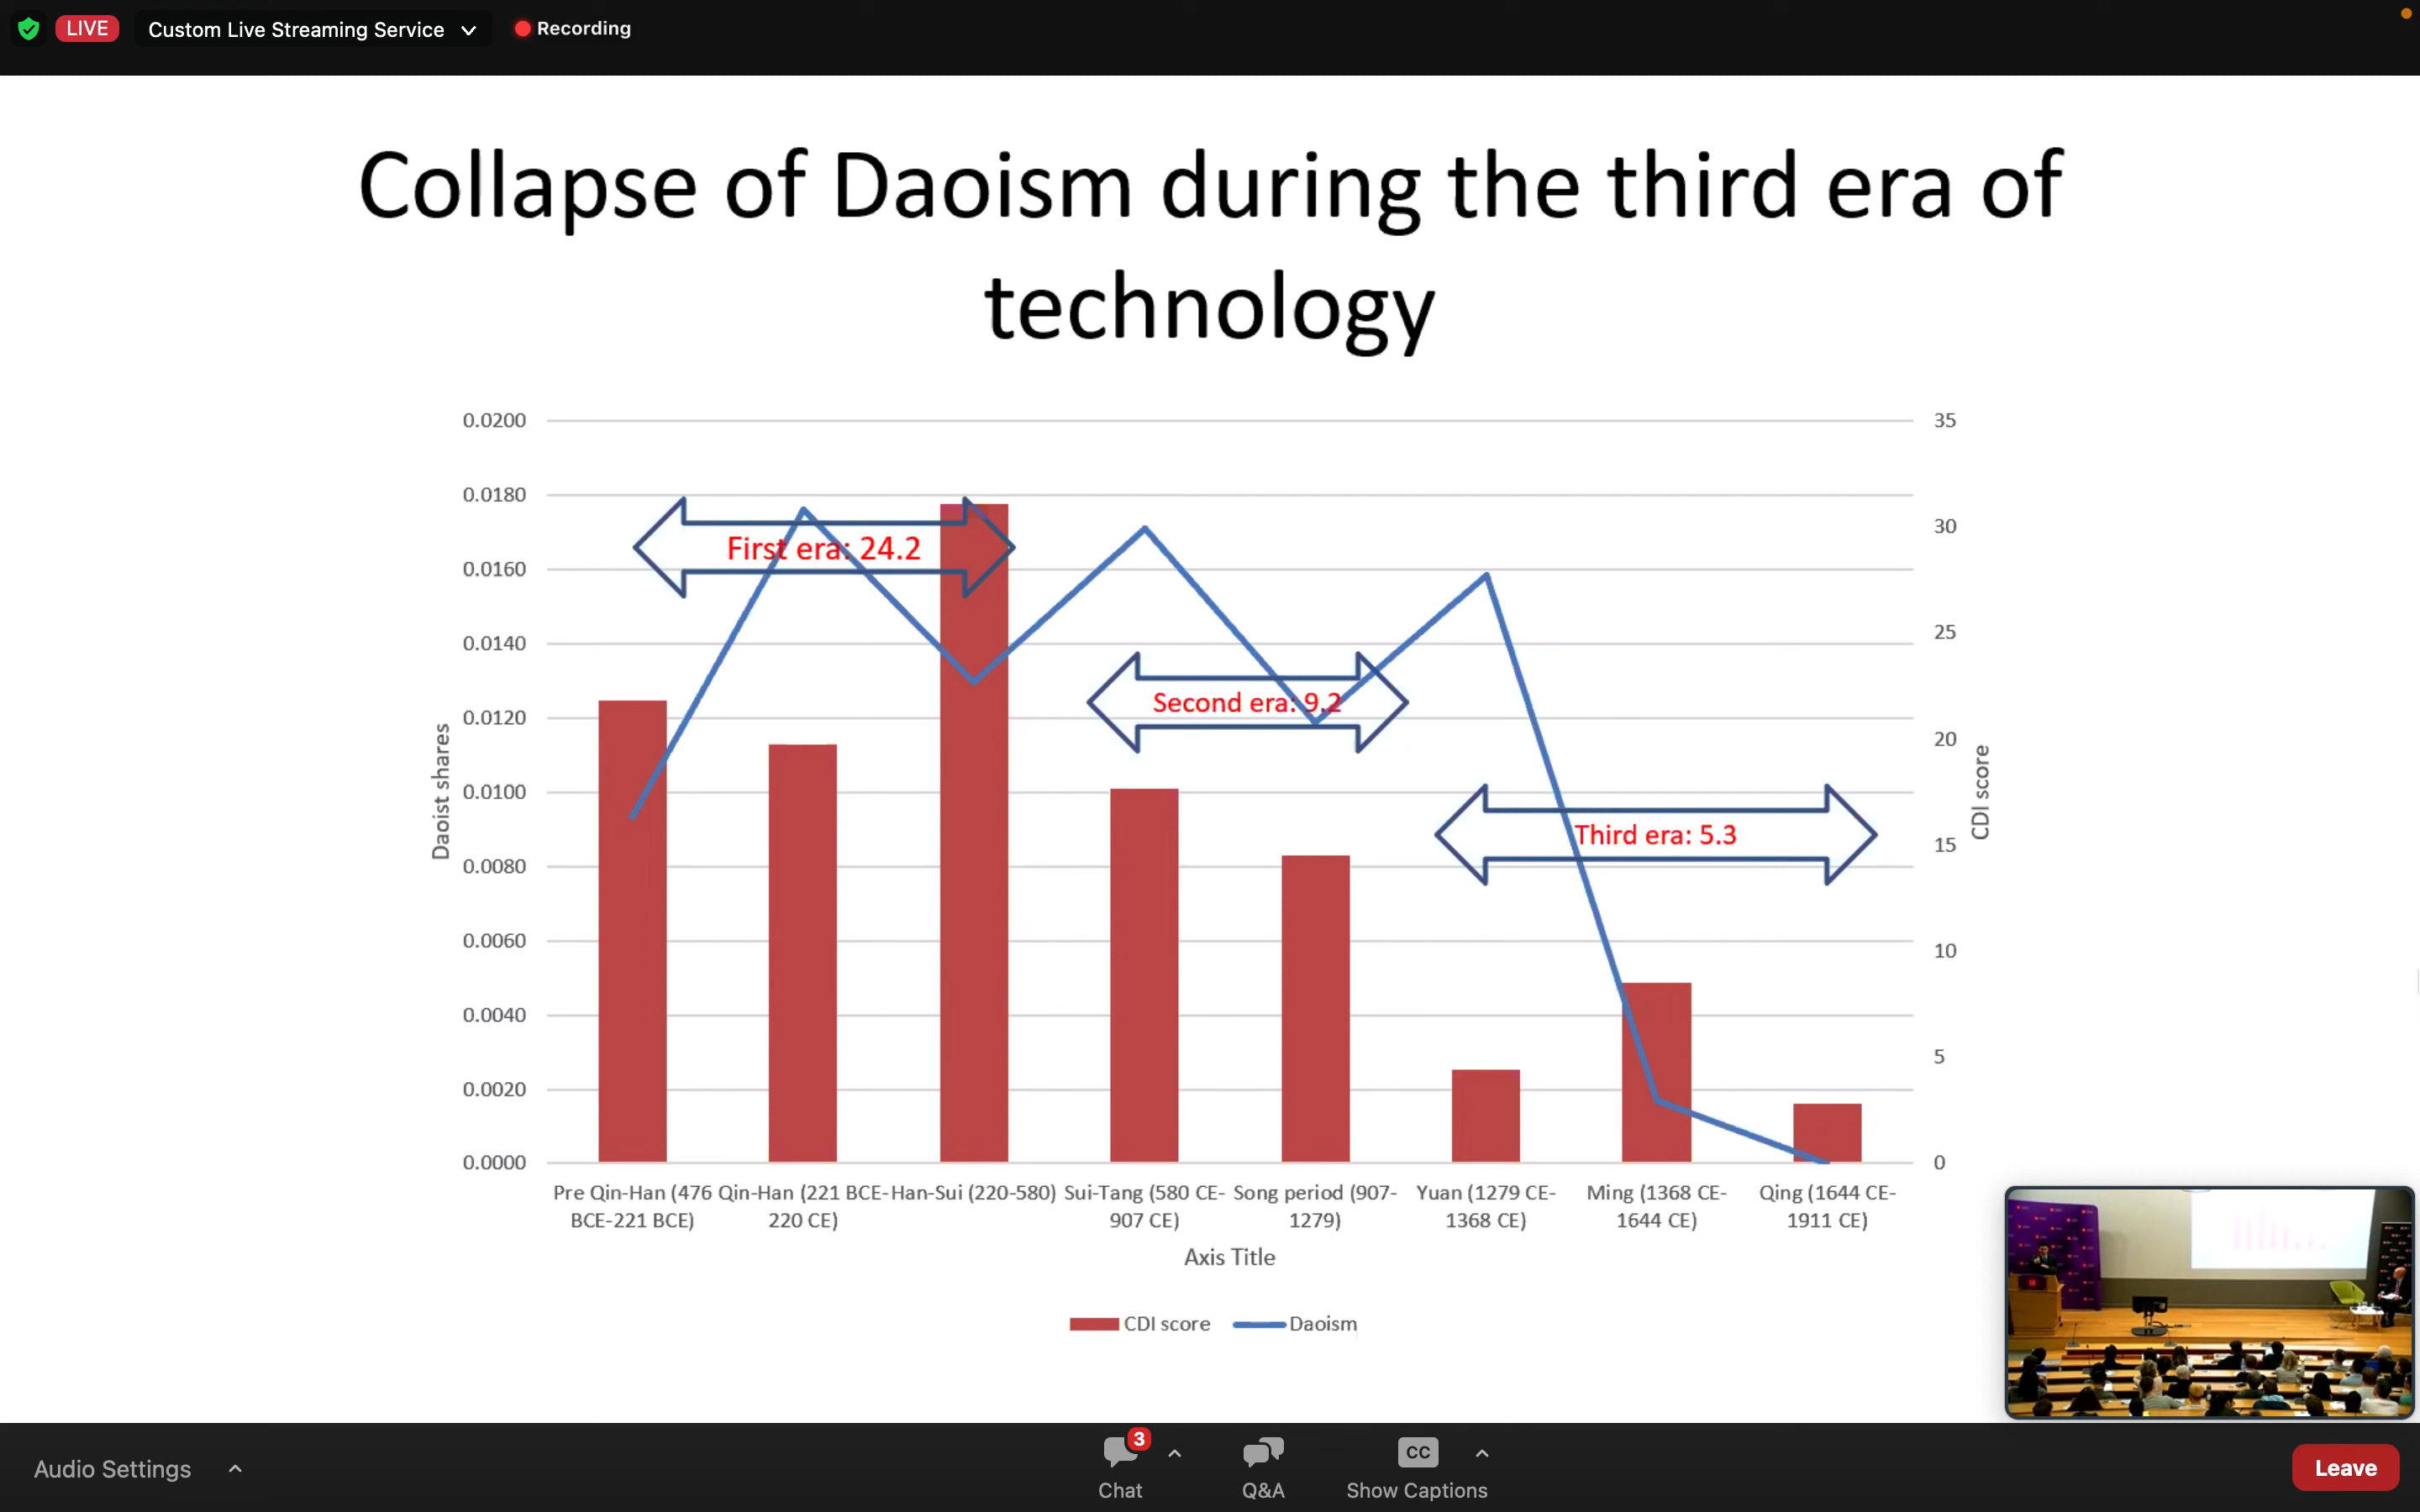 LIVE Custom Live Streaming Service Recording
Collapse of Daoism during the third era of
technology
0.0200
0.0180
0.0160
0.0140
0.0120
0.0100
0.0080
0.0060
0.0040
0.0020
0.0000
Daoist shares
First era: 24.2
Second era: 9.2
Third era: 5.3
35
30
25
20
15
10
5
0
CDI score
Pre Qin-Han (476
BCE-221 BCE)
Qin-Han (221 BCE-
220 CE)
Han-Sui (220-580)
Sui-Tang (580 CE-
907 CE)
Song period (907-
1279)
Yuan (1279 CE-
1368 CE)
Ming (1368 CE-
1644 CE)
Qing (1644 CE-
1911 CE)
Axis Title
CDI score Daoism
Audio Settings
3
Chat
Q&A
CC
Show Captions
Leave